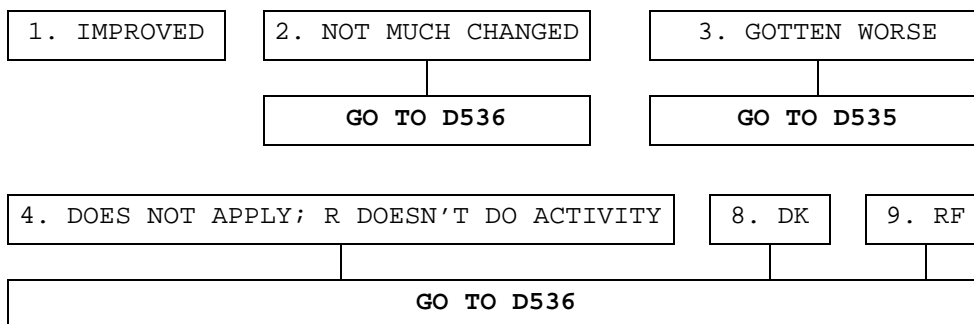 1. IMPROVED 2. NOT MUCH CHANGED 3. GOTTEN WORSE
GO TO D536 GO TO D535
4. DOES NOT APPLY; R DOESN'T DO ACTIVITY 8. DK 9. RF
GO TO D536